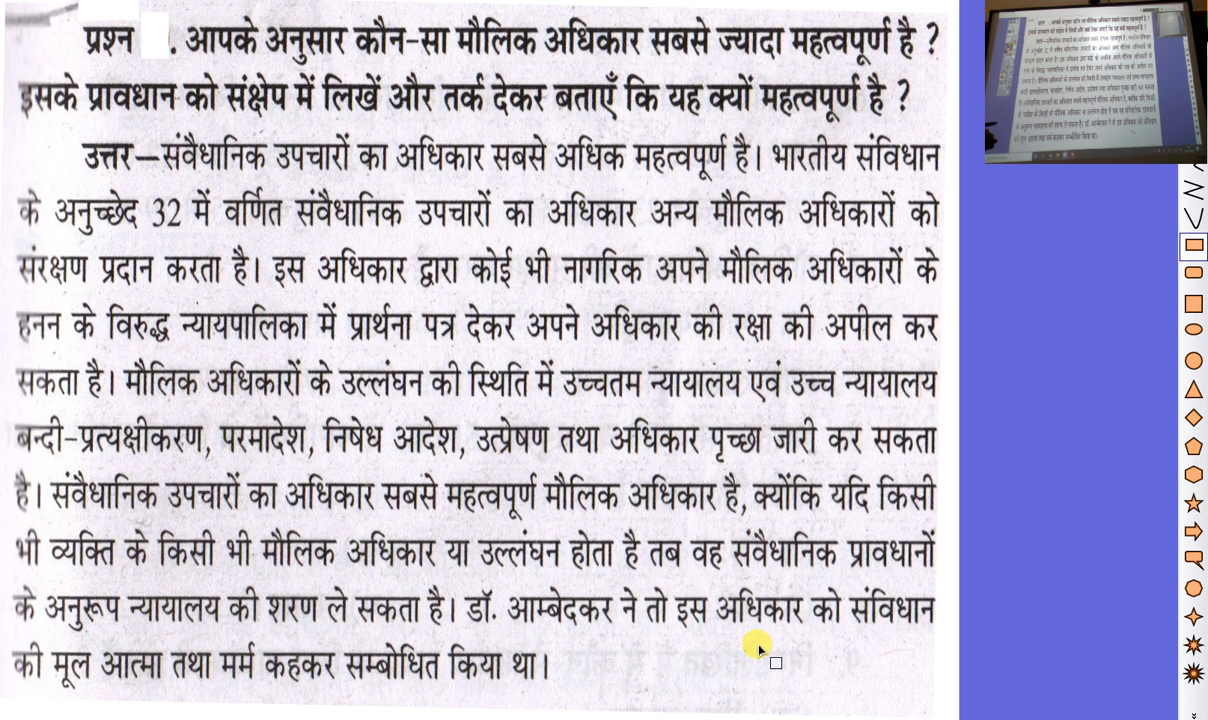 प्रश्न . आपके अनुसार कौन-सा मौलिक अधिकार सबसे ज्यादा महत्वपूर्ण है ?
इसके प्रावधान को संक्षेप में लिखें और तर्क देकर बताएँ कि यह क्यों महत्वपूर्ण है ?
उत्तर—संवैधानिक उपचारों का अधिकार सबसे अधिक महत्वपूर्ण है। भारतीय संविधान
के अनुच्छेद 32 में वर्णित संवैधानिक उपचारों का अधिकार अन्य मौलिक अधिकारों को
संरक्षण प्रदान करता है। इस अधिकार द्वारा कोई भी नागरिक अपने मौलिक अधिकारों के
हनन के विरुद्ध न्यायपालिका में प्रार्थना पत्र देकर अपने अधिकार की रक्षा की अपील कर
सकता है। मौलिक अधिकारों के उल्लंघन की स्थिति में उच्चतम न्यायालय एवं उच्च न्यायालय
बन्दी-प्रत्यक्षीकरण, परमादेश, निषेध आदेश, उत्प्रेषण तथा अधिकार पृच्छा जारी कर सकता
है। संवैधानिक उपचारों का अधिकार सबसे महत्वपूर्ण मौलिक अधिकार है, क्योंकि यदि किसी
भी व्यक्ति के किसी भी मौलिक अधिकार या उल्लंघन होता है तब वह संवैधानिक प्रावधानों
के अनुरूप न्यायालय की शरण ले सकता है। डॉ. आम्बेदकर ने तो इस अधिकार को संविधान
की मूल आत्मा तथा मर्म कहकर सम्बोधित किया था।